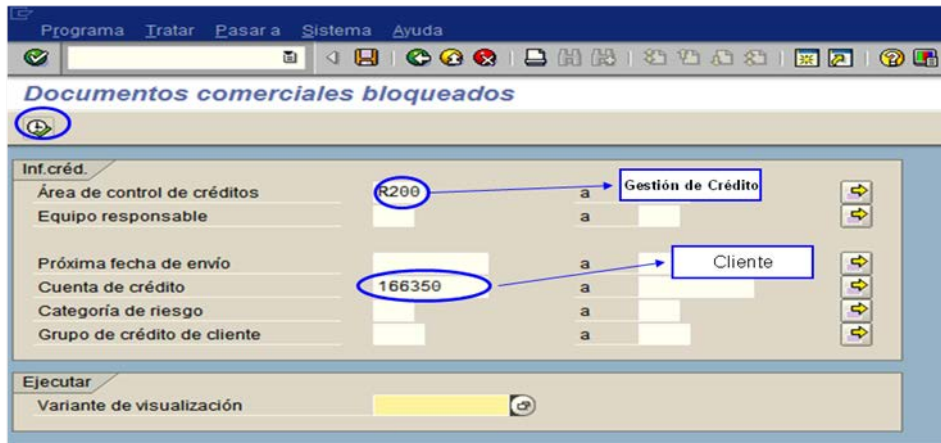 Programa Tratar Pasar a Sistema Ayuda
Documentos comerciales bloqueados
Inf.créd.
Área de control de créditos R200 a Gestión de Crédito
Equipo responsable a
Próxima fecha de envío a Cliente
Cuenta de crédito 166350 a
Categoría de riesgo a
Grupo de crédito de cliente a
Ejecutar
Variante de visualización